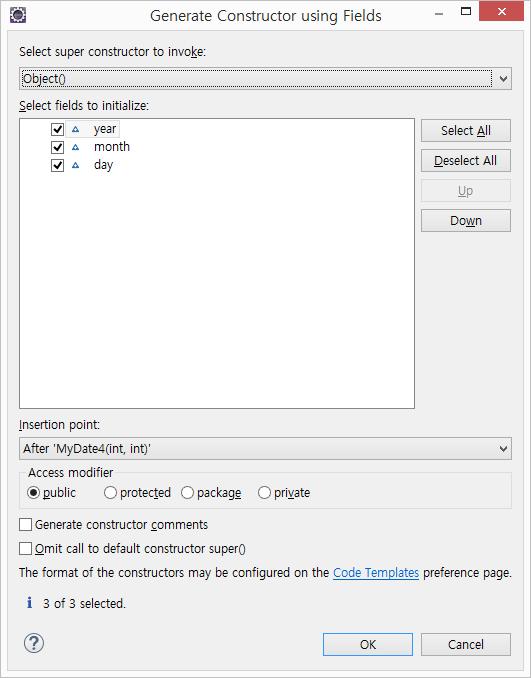 Generate Constructor using Fields
Select super constructor to invoke:
Object()
Select fields to initialize:
year
month
day
Select All
Deselect All
Up
Down
Insertion point:
After 'MyDate4(int, int)'
Access modifier
public protected package private
Generate constructor comments
Omit call to default constructor super()
The format of the constructors may be configured on the Code Templates preference page.
3 of 3 selected.
OK Cancel